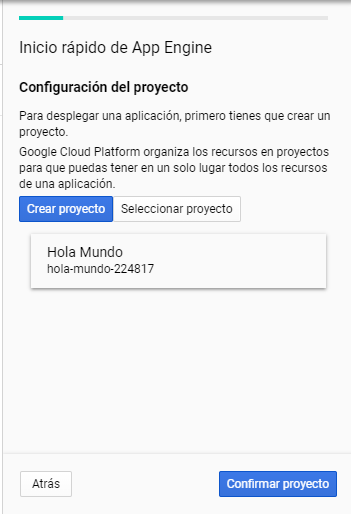 Inicio rápido de App Engine
Configuración del proyecto
Para desplegar una aplicación, primero tienes que crear un
proyecto.
Google Cloud Platform organiza los recursos en proyectos
para que puedas tener en un solo lugar todos los recursos
de una aplicación.
Crear proyecto Seleccionar proyecto
Hola Mundo
hola-mundo-224817
Atrás Confirmar proyecto